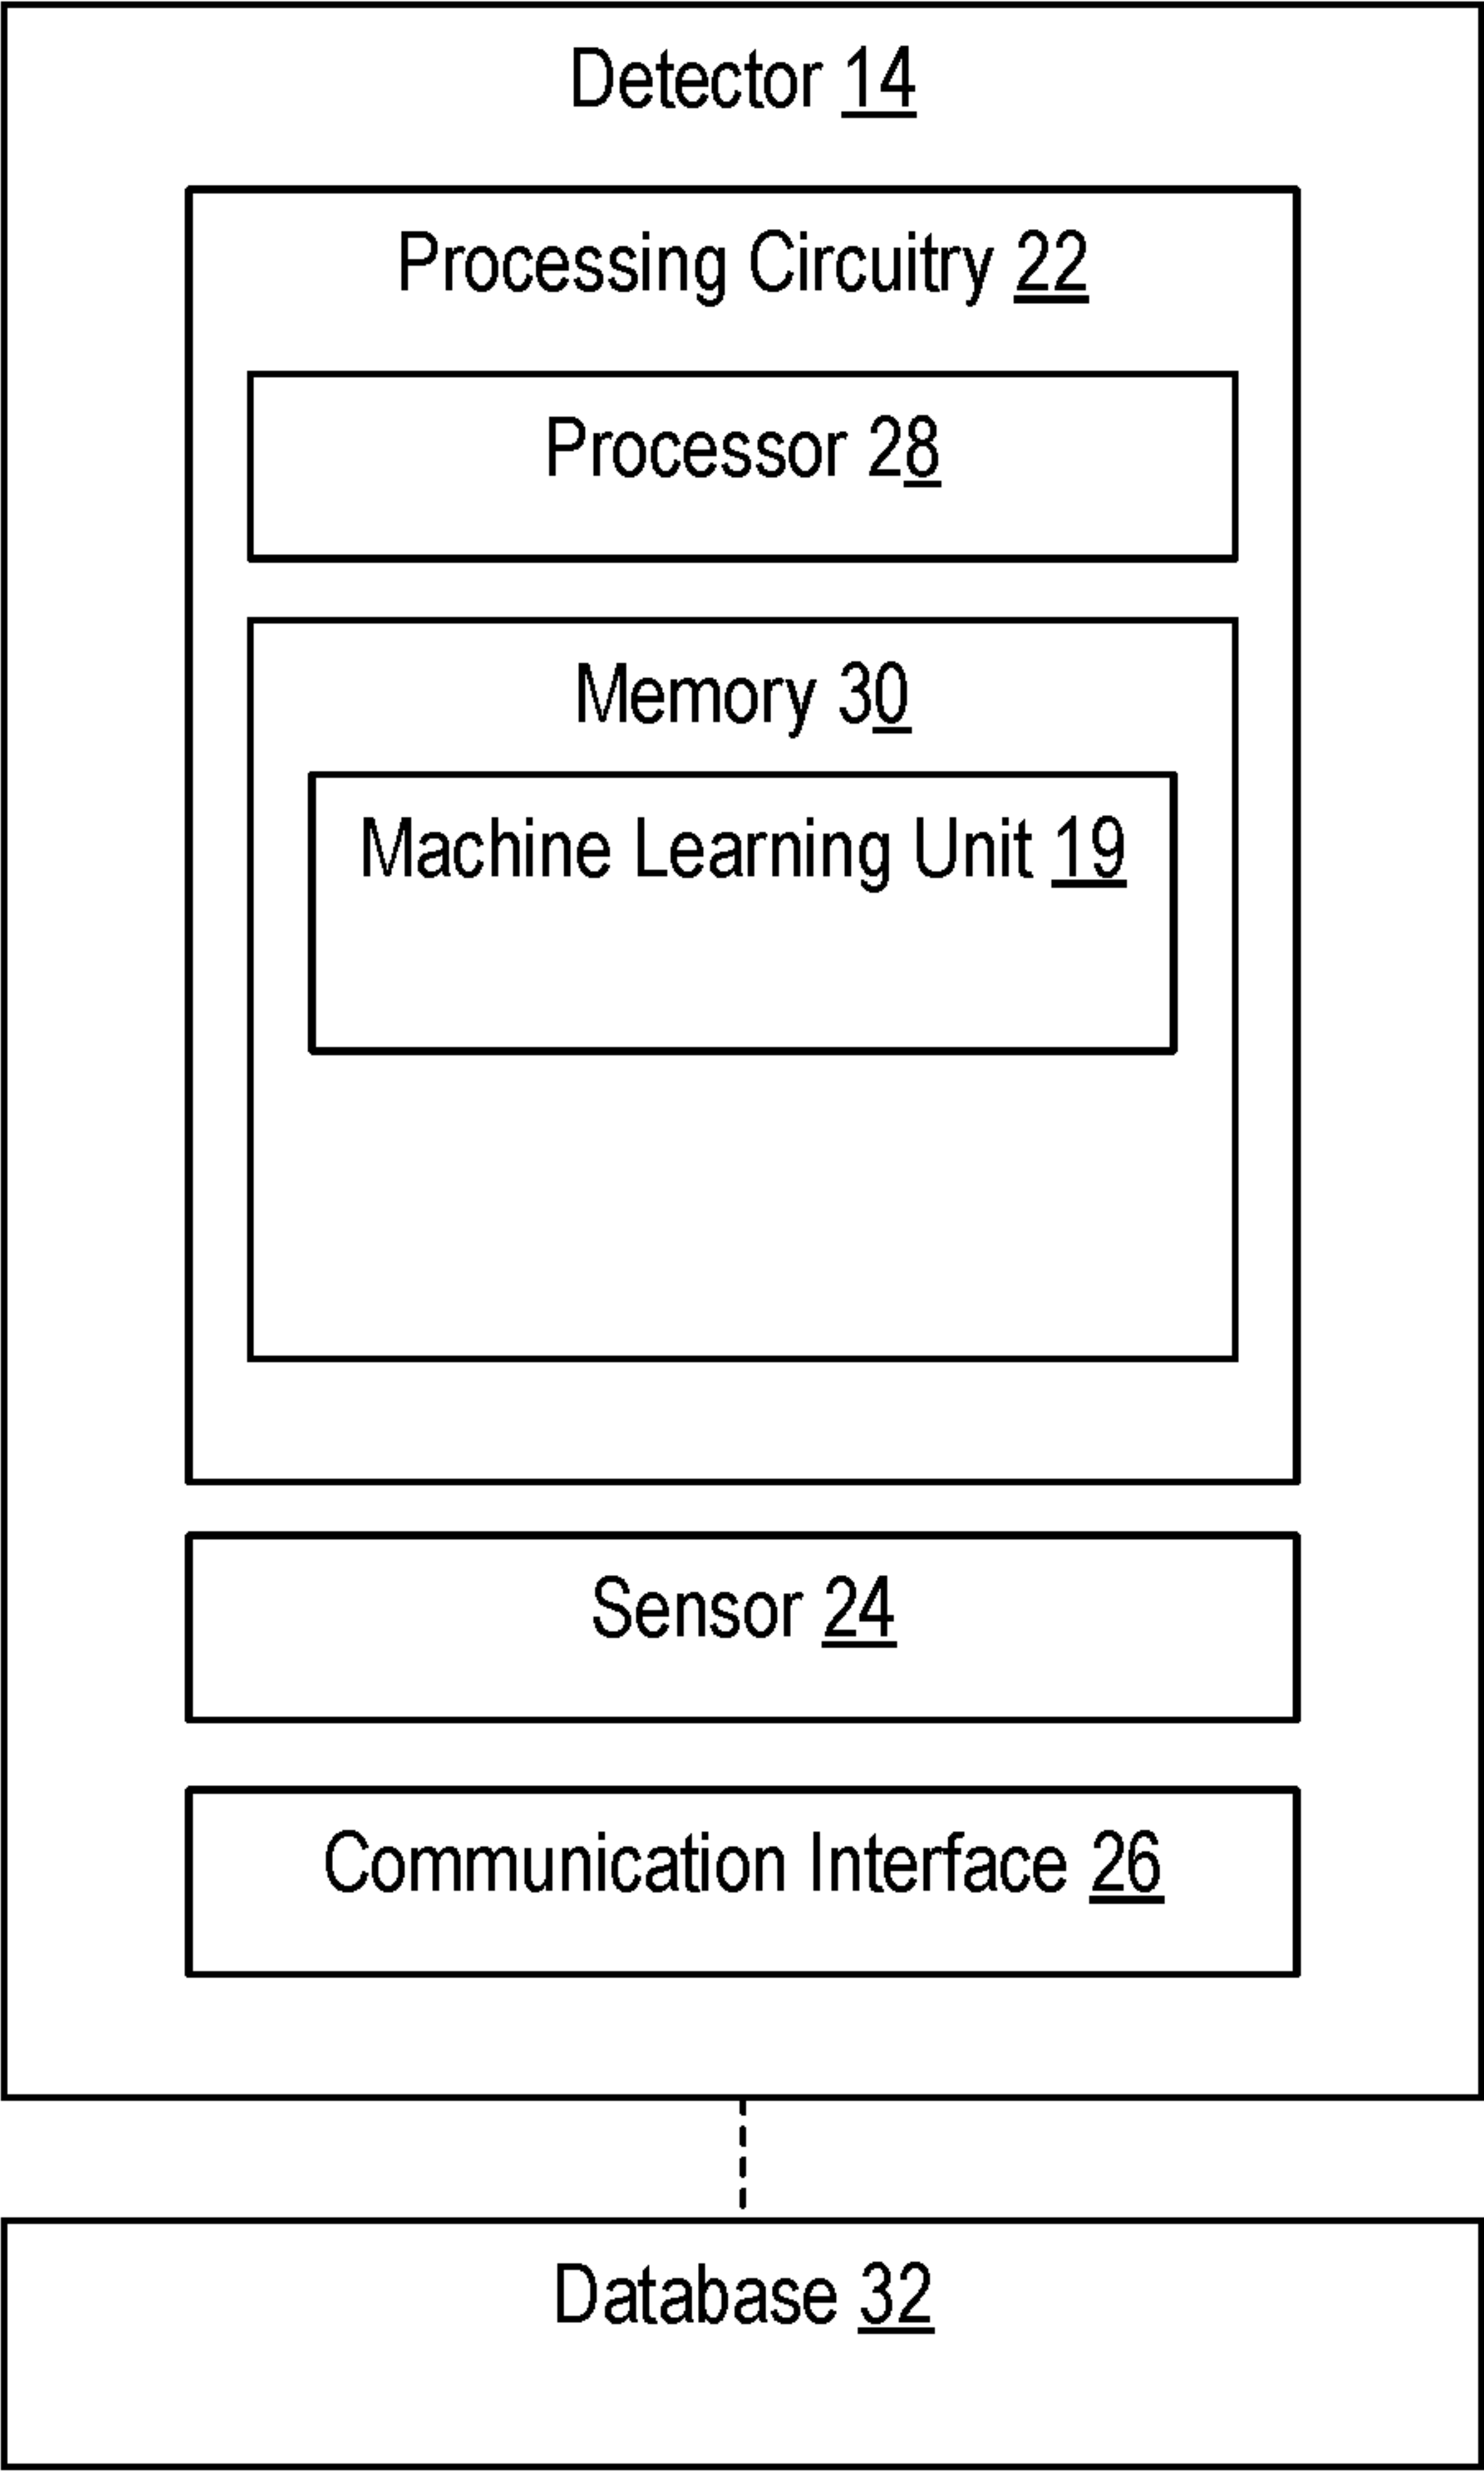 Detector 14
Processing Circuitry 22
Processor 28
Memory 30
Machine Learning Unit 19
Sensor 24
Communication Interface 26
Database 32